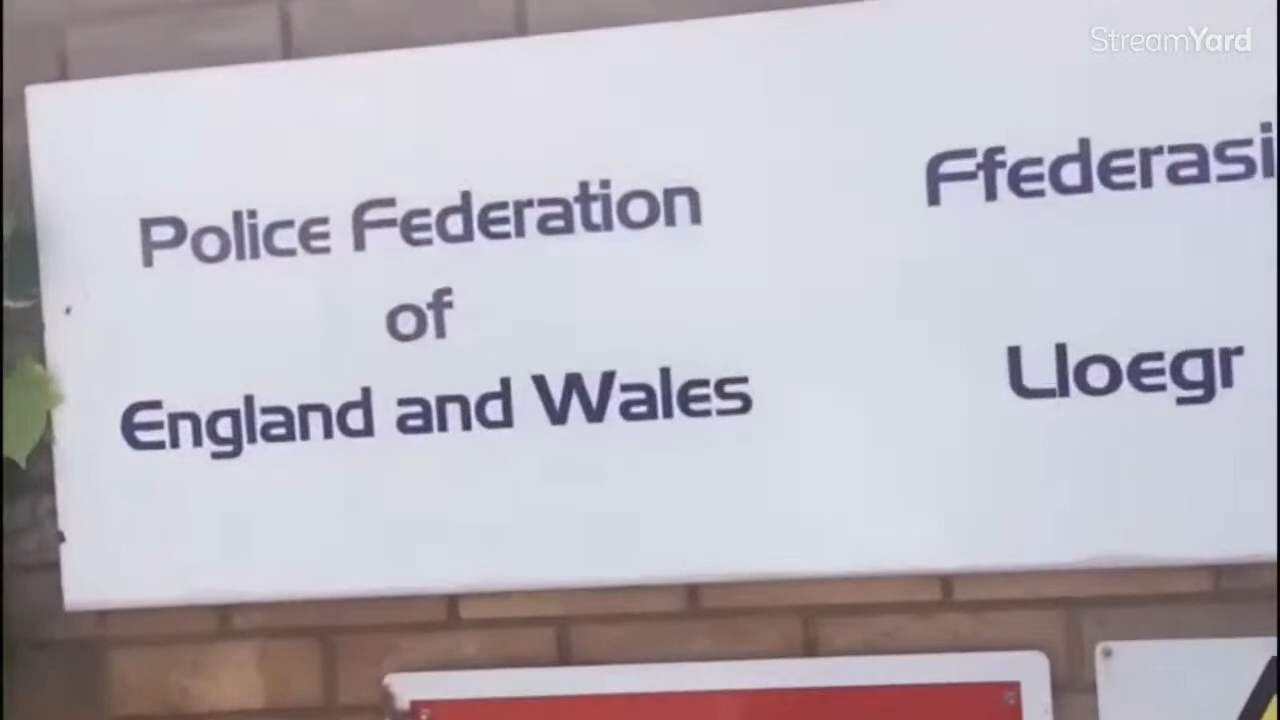 StreamYard
Police Federation
of
England and Wales
Ffederasi
Lloegr